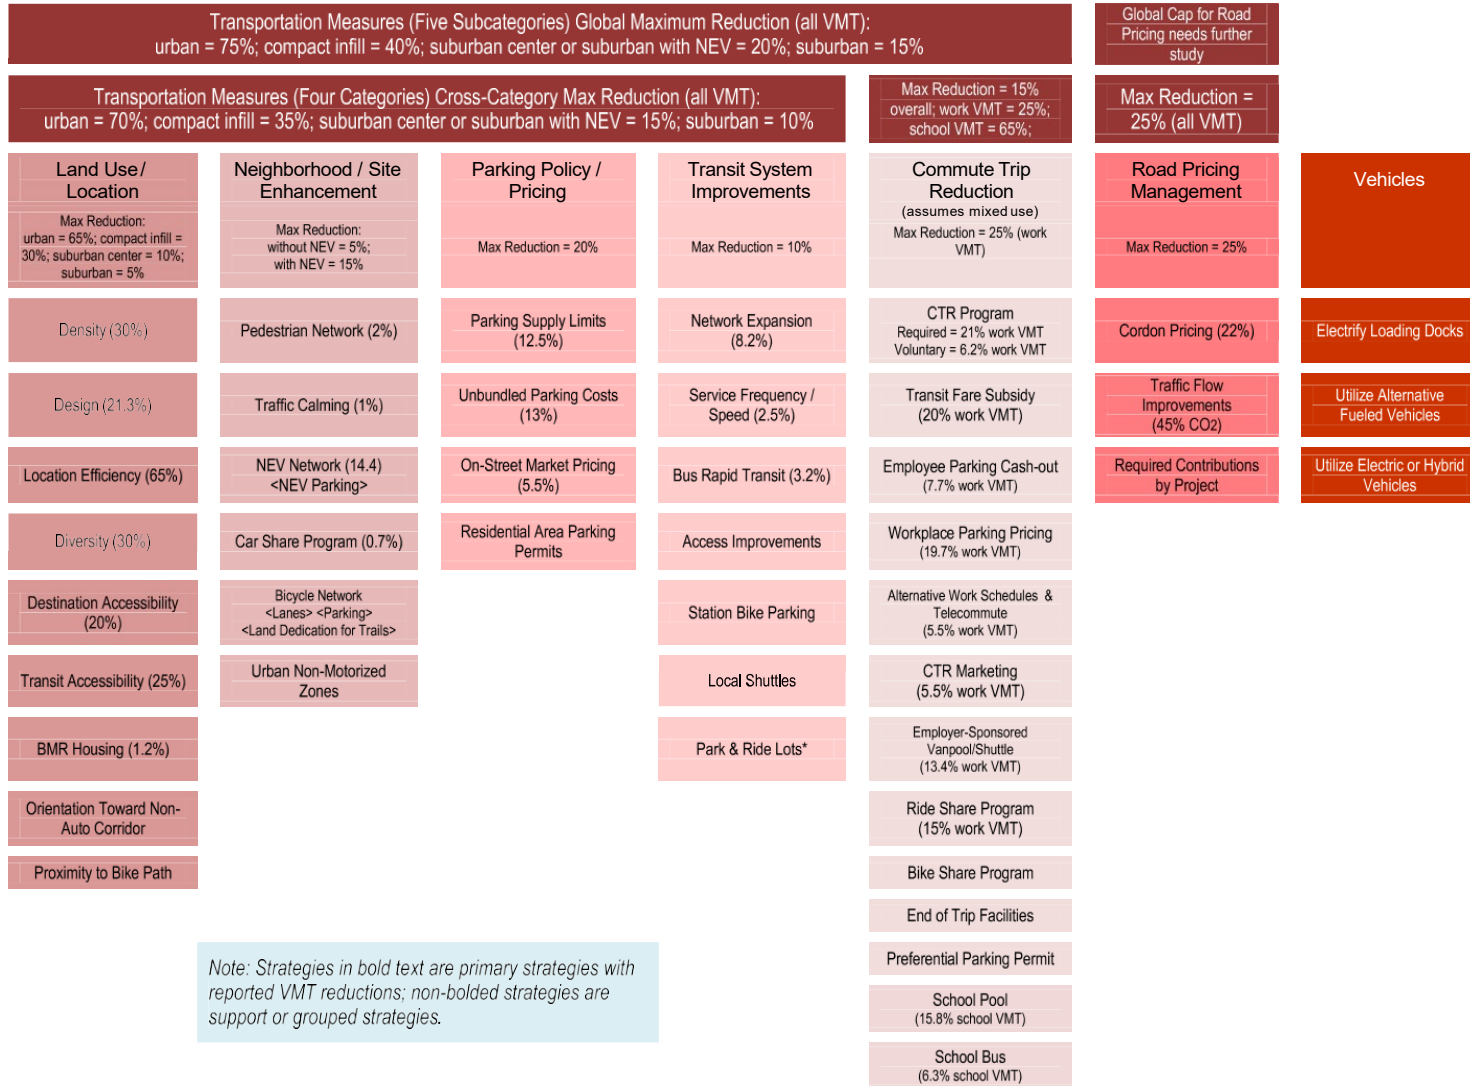 Transportation Measures (Five Subcategories) Global Maximum Reduction (all VMT):
urban = 75%; compact infill = 40%; suburban center or suburban with NEV = 20%; suburban = 15%
Global Cap for Road
Pricing needs further
study
Transportation Measures (Four Categories) Cross-Category Max Reduction (all VMT):
urban = 70%; compact infill = 35%; suburban center or suburban with NEV = 15%; suburban = 10%
Max Reduction = 15%
overall; work VMT = 25%;
school VMT = 65%;
Max Reduction =
25% (all VMT)
Land Use/
Location
Max Reduction:
urban = 65%; compact infill =
30%; suburban center = 10%;
suburban = 5%
Density (30%)
Design (21.3%)
Location Efficiency (65%)
Diversity (30%)
Destination Accessibility
(20%)
Transit Accessibility (25%)
BMR Housing (1.2%)
Orientation Toward Non-
Auto Corridor
Proximity to Bike Path
Neighborhood / Site
Enhancement
Max Reduction:
without NEV = 5%;
with NEV = 15%
Pedestrian Network (2%)
Traffic Calming (1%)
NEV Network (14.4)
<NEV Parking>
Car Share Program (0.7%)
Bicycle Network
<Lanes> <Parking>
<Land Dedication for Trails>
Urban Non-Motorized
Zones
Parking Policy /
Pricing
Max Reduction = 20%
Parking Supply Limits
(12.5%)
Unbundled Parking Costs
(13%)
On-Street Market Pricing
(5.5%)
Residential Area Parking
Permits
Transit System
Improvements
Max Reduction = 10%
Network Expansion
(8.2%)
Service Frequency /
Speed (2.5%)
Bus Rapid Transit (3.2%)
Access Improvements
Station Bike Parking
Local Shuttles
Park & Ride Lots*
Commute Trip
Reduction
(assumes mixed use)
Max Reduction = 25% (work
VMT)
CTR Program
Required = 21% work VMT
Voluntary = 6.2% work VMT
Transit Fare Subsidy
(20% work VMT)
Employee Parking Cash-out
(7.7% work VMT)
Workplace Parking Pricing
(19.7% work VMT)
Alternative Work Schedules &
Telecommute
(5.5% work VMT)
CTR Marketing
(5.5% work VMT)
Employer-Sponsored
Vanpool/Shuttle
(13.4% work VMT)
Ride Share Program
(15% work VMT)
Bike Share Program
End of Trip Facilities
Preferential Parking Permit
School Pool
(15.8% school VMT)
School Bus
(6.3% school VMT)
Road Pricing
Management
Max Reduction = 25%
Cordon Pricing (22%)
Traffic Flow
Improvements
(45% CO2)
Required Contributions
by Project
Vehicles
Electrify Loading Docks
Utilize Alternative
Fueled Vehicles
Utilize Electric or Hybrid
Vehicles
Note: Strategies in bold text are primary strategies with
reported VMT reductions; non-bolded strategies are
support or grouped strategies.